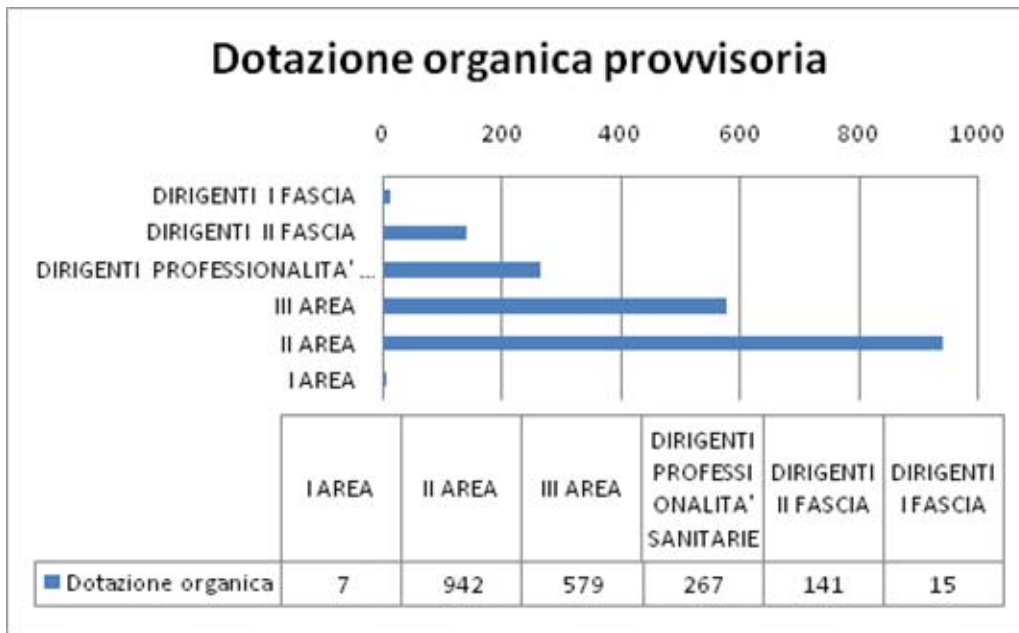 Dotazione organica provvisoria
0 200 400 600 800 1000
DIRIGENTI I FASCIA
DIRIGENTI II FASCIA
DIRIGENTI PROFESSIONALITA' ...
III AREA
II AREA
I AREA
I AREA
II AREA
III AREA
DIRIGENTI
PROFESSI
ONALITA'
SANITARIE
DIRIGENTI
II FASCIA
DIRIGENTI
I FASCIA
Dotazione organica 7 942 579 267 141 15